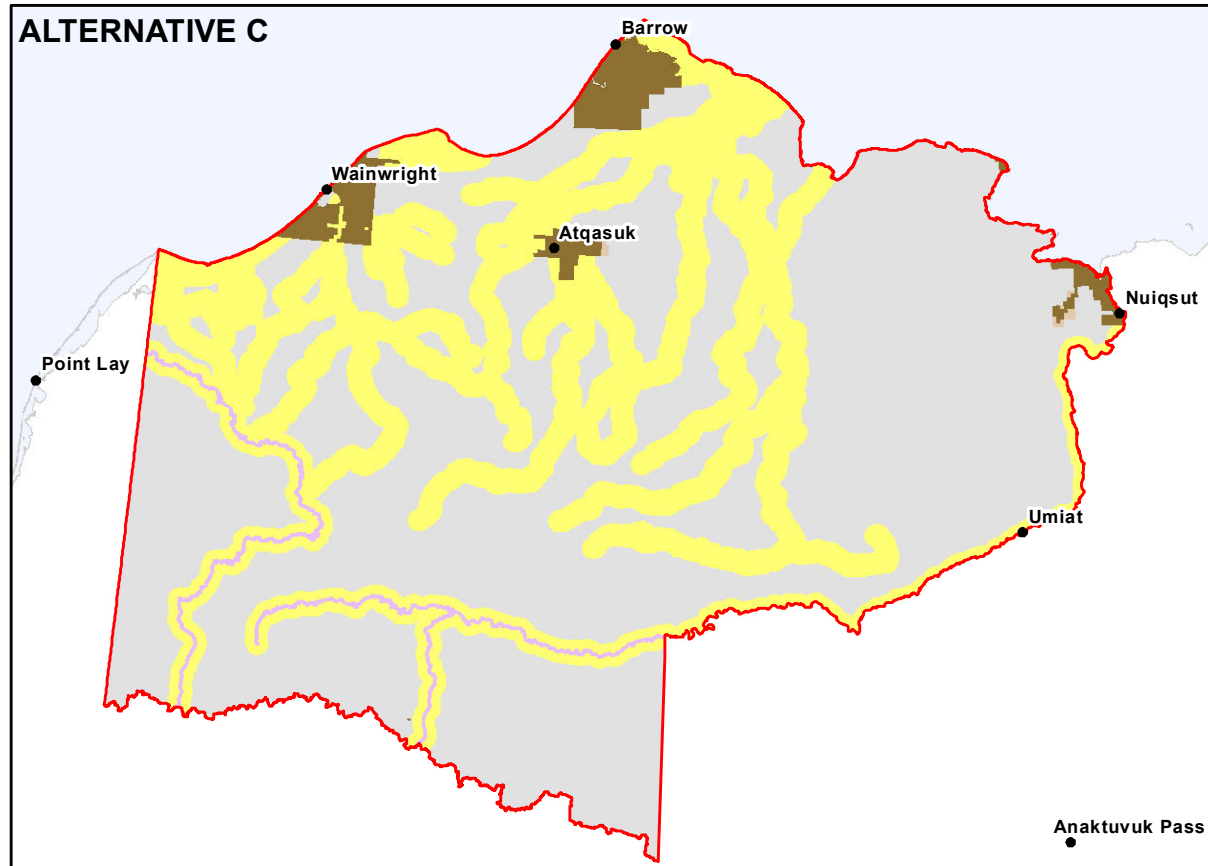 ALTERNATIVE C
Barrow
Wainwright
Atqasuk
Nuiqsut
Point Lay
Umiat
Anaktuvuk Pass